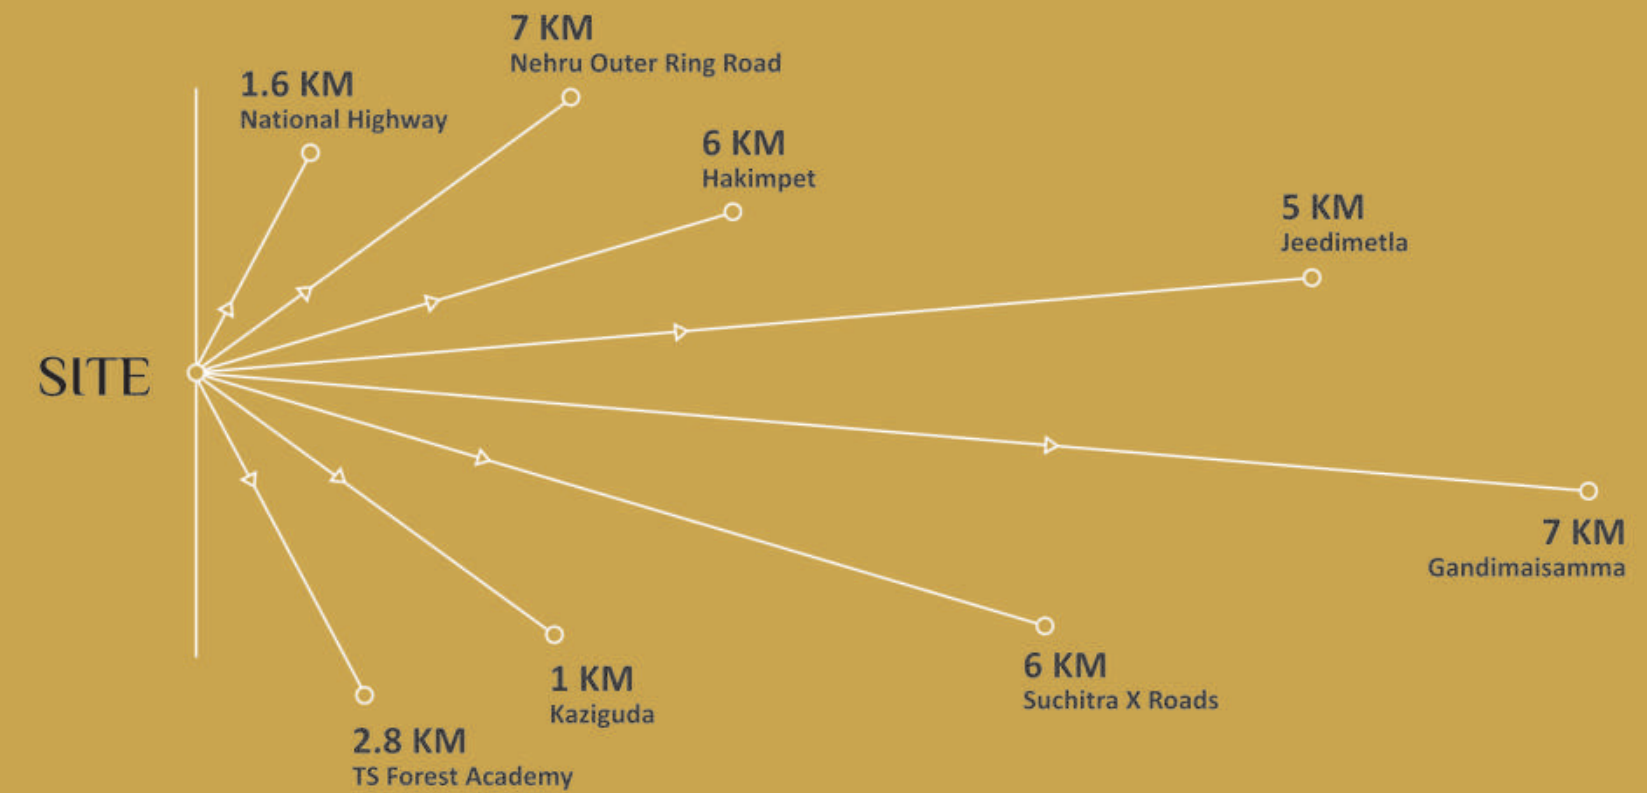 7 KM
Nehru Outer Ring Road
1.6 KM
National Highway
6 KM
Hakimpet
5 KM
Jeedimetla
SITE
7 KM
Gandimaisamma
6 KM
Suchitra X Roads
1 KM
Kaziguda
2.8 KM
TS Forest Academy